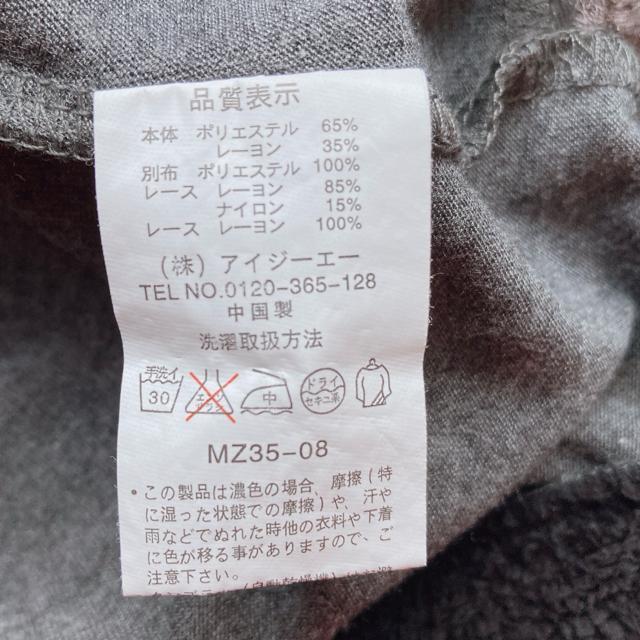 品質表示
本体 ポリエステル 65%
レーヨン 35%
別布 ポリエステル 100%
レース レーヨン 85%
ナイロン 15%
レース レーヨン 100%
(株)アイジーエー
TEL NO.0120-365-128
中国製
洗濯取扱方法
手洗イ 30 エンソ 中 ドライ セキユ系
MZ35-08
・この製品は濃色の場合、摩擦(特
に湿った状態での摩擦)や、汗や
雨などでぬれた時他の衣料や下着
に色が移る事がありますので、ご
注意下さい。